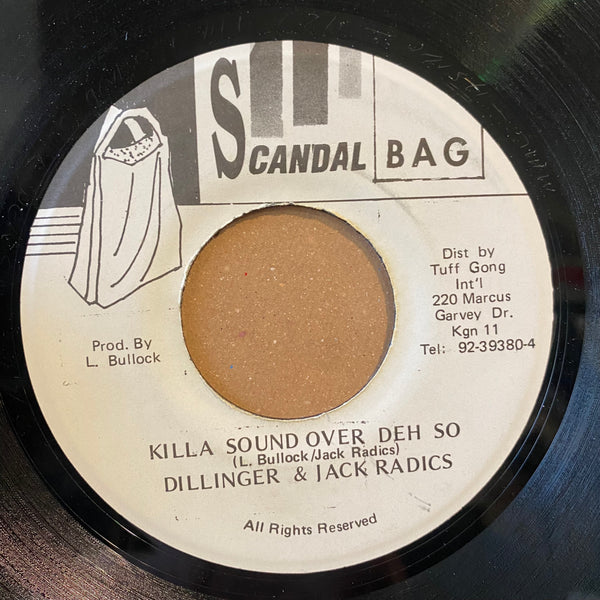 SCANDAL BAG
Dist by
Tuff Gong
Int'l
220 Marcus
Garvey Dr.
Kgn 11
Tel: 92-39380-4
Prod. By
L. Bullock
KILLA SOUND OVER DEH SO
(L. Bullock/Jack Radics)
DILLINGER & JACK RADICS
All Rights Reserved